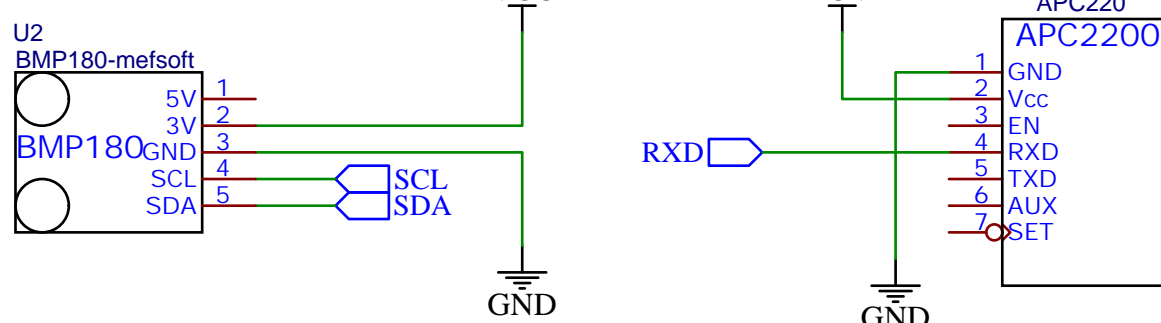 U2
BMP180-mefsoft
BMP180
5V 1
3V 2
GND 3
SCL 4
SDA 5
SCL
SDA
GND
APC220
APC2200
1 GND
2 Vcc
3 EN
4 RXD
5 TXD
6 AUX
7 SET
RXD
GND